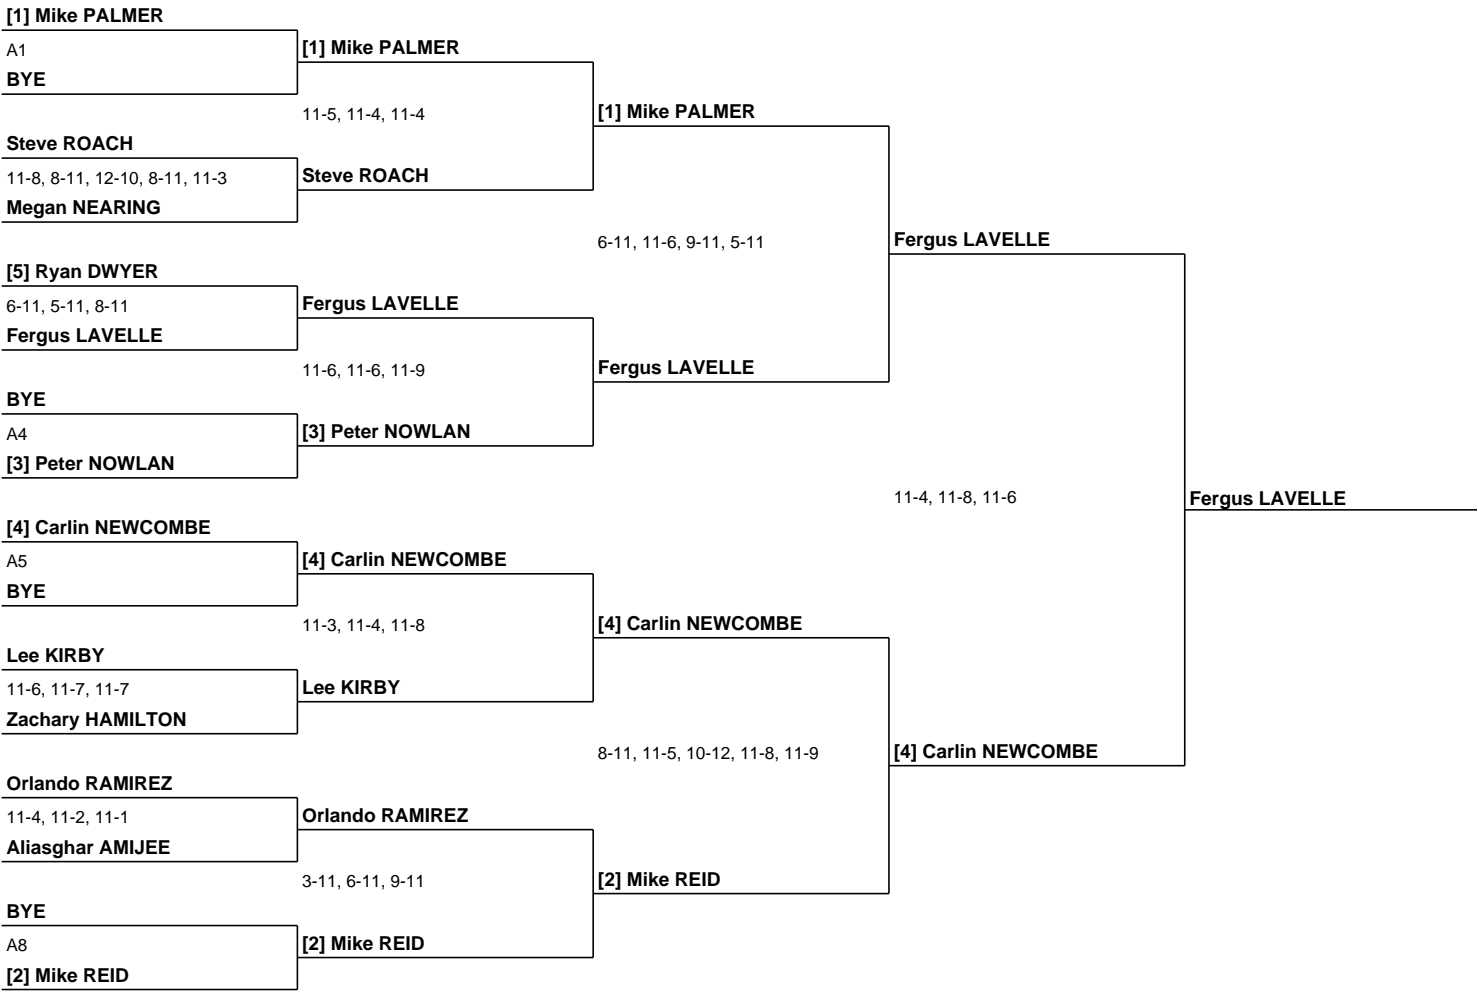 [1] Mike PALMER
A1
BYE
Steve ROACH
11-8, 8-11, 12-10, 8-11, 11-3
Megan NEARING
[5] Ryan DWYER
6-11, 5-11, 8-11
Fergus LAVELLE
BYE
A4
[3] Peter NOWLAN
[4] Carlin NEWCOMBE
A5
BYE
Lee KIRBY
11-6, 11-7, 11-7
Zachary HAMILTON
Orlando RAMIREZ
11-4, 11-2, 11-1
Aliasghar AMIJEE
BYE
A8
[2] Mike REID
[1] Mike PALMER
11-5, 11-4, 11-4
Steve ROACH
Fergus LAVELLE
11-6, 11-6, 11-9
[3] Peter NOWLAN
[4] Carlin NEWCOMBE
11-3, 11-4, 11-8
Lee KIRBY
Orlando RAMIREZ
3-11, 6-11, 9-11
[2] Mike REID
[1] Mike PALMER
6-11, 11-6, 9-11, 5-11
Fergus LAVELLE
[4] Carlin NEWCOMBE
8-11, 11-5, 10-12, 11-8, 11-9
[2] Mike REID
Fergus LAVELLE
11-4, 11-8, 11-6
[4] Carlin NEWCOMBE
Fergus LAVELLE